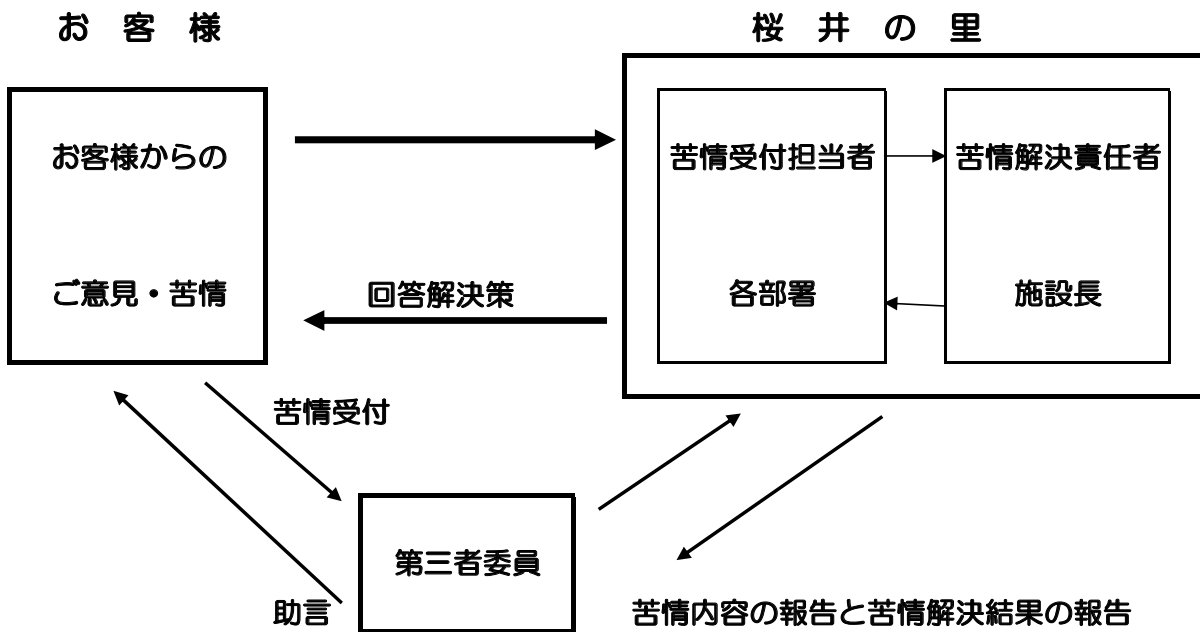 お 客 様
桜 井 の 里
お客様からの
ご意見・苦情
苦情受付担当者
各部署
苦情解決責任者
施設長
回答解決策
苦情受付
第三者委員
助言
苦情内容の報告と苦情解決結果の報告